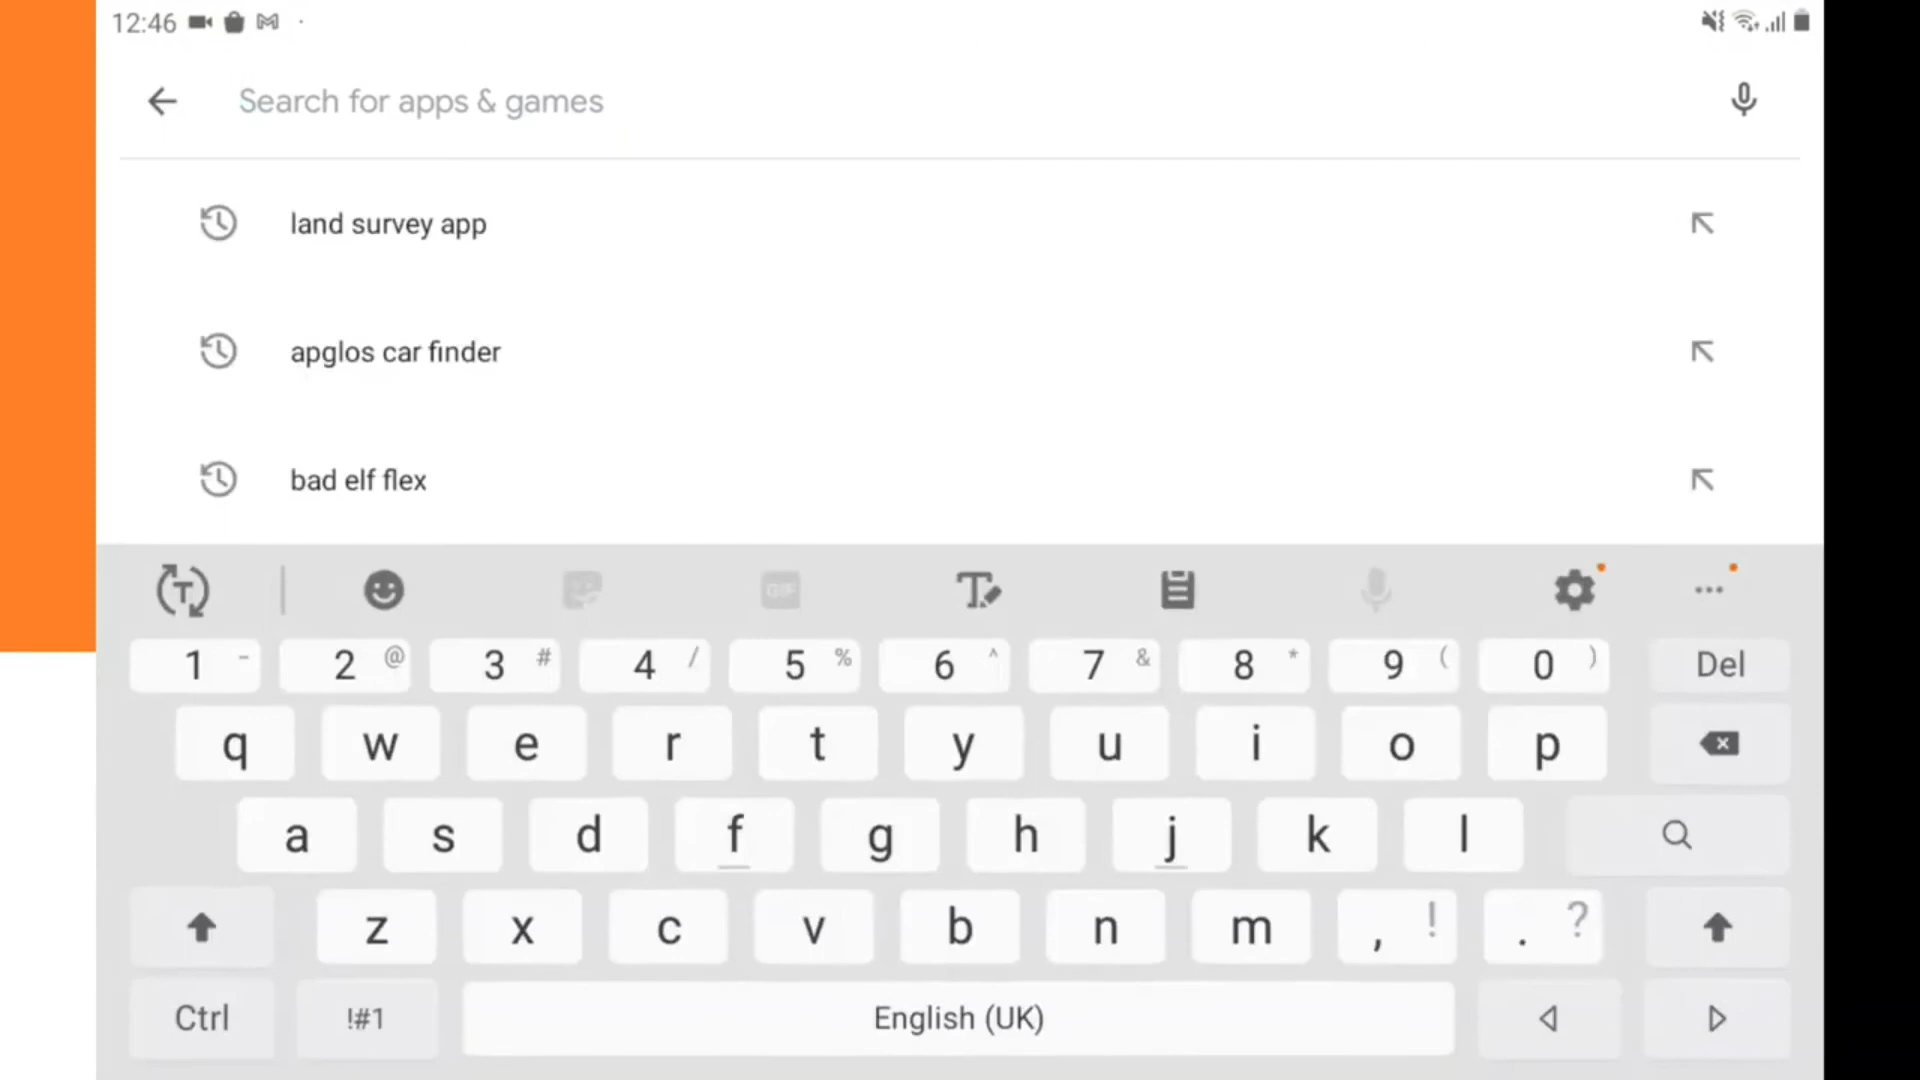 12:46
Search for apps & games
land survey app
apglos car finder
bad elf flex
GIF
1 - 2 @ 3 # 4 / 5 % 6 ^ 7 & 8 * 9 ( 0 ) Del
q w e r t y u i o p
a s d f g h j k l
z x c v b n m , ! . ?
Ctrl !#1 English (UK)